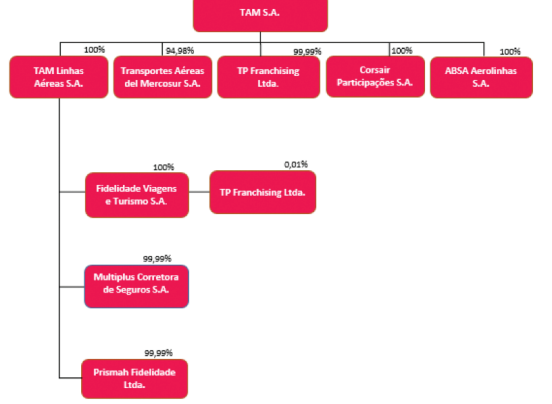 TAM S.A.
100%
94,98%
99,99%
100%
100%
TAM Linhas
Aéreas S.A.
Transportes Aéreas
del Mercosur S.A.
TP Franchising
Ltda.
Corsair
Participações S.A.
ABSA Aerolinhas
S.A.
100%
0,01%
Fidelidade Viagens
e Turismo S.A.
TP Franchising Ltda.
99,99%
Multiplus Corretora
de Seguros S.A.
99,99%
Prismah Fidelidade
Ltda.